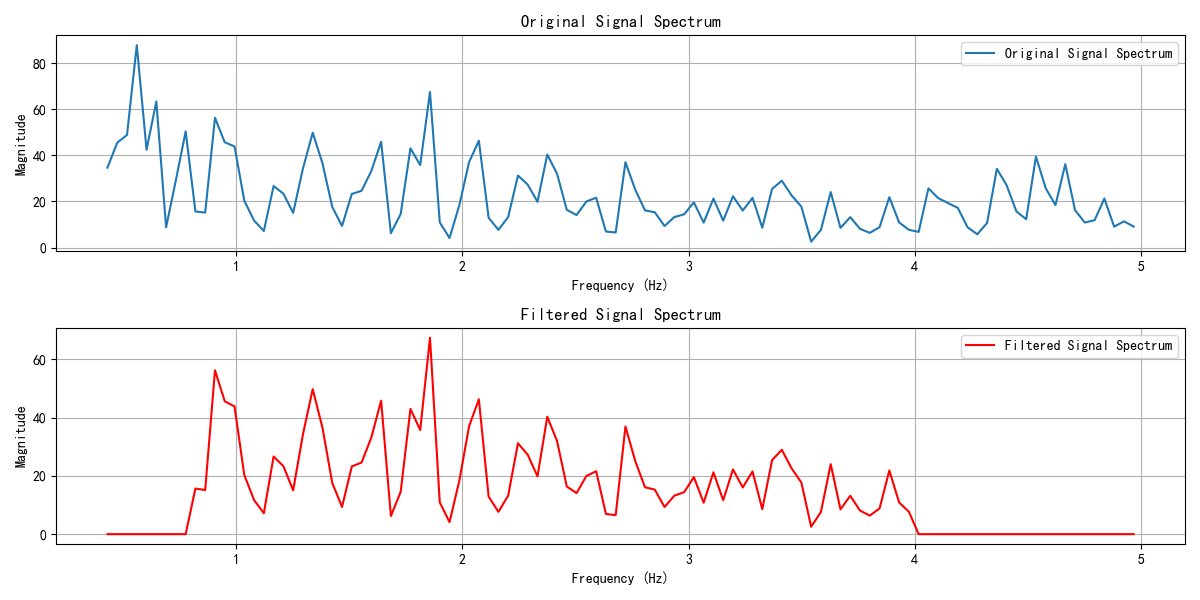 Original Signal Spectrum
Original Signal Spectrum
Magnitude
80
60
40
20
0
1 2 3 4 5
Frequency (Hz)
Filtered Signal Spectrum
Filtered Signal Spectrum
Magnitude
60
40
20
0
1 2 3 4 5
Frequency (Hz)